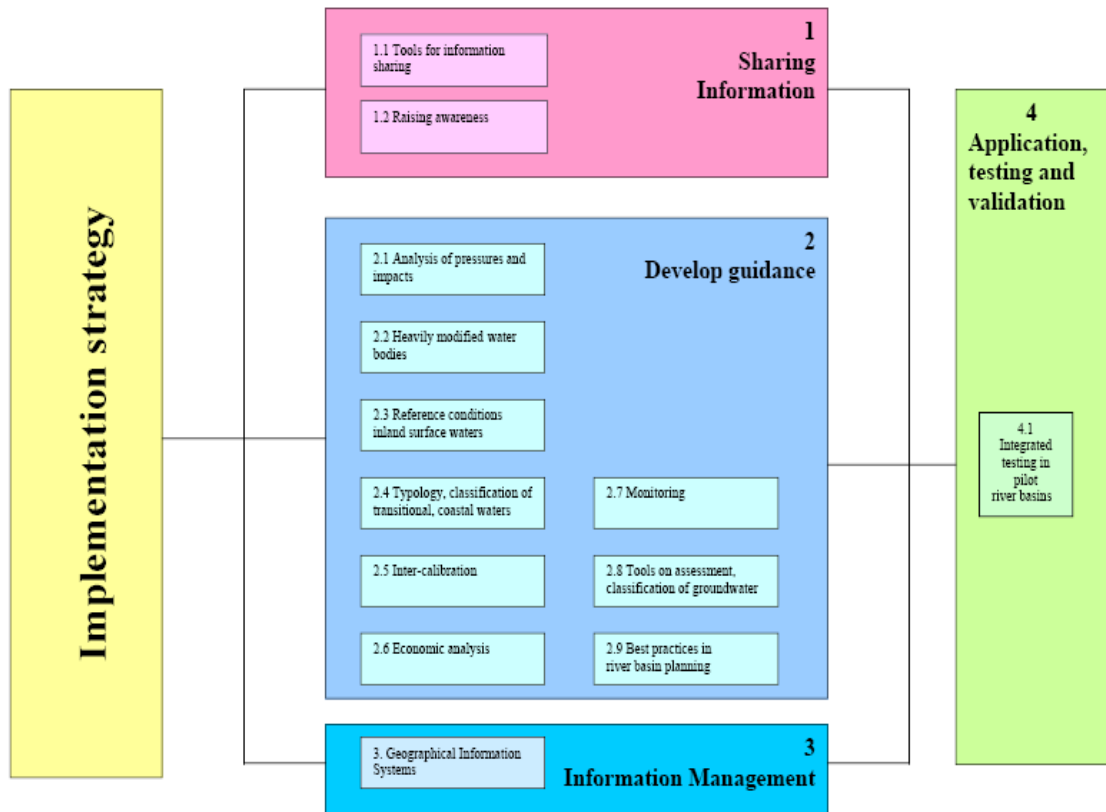 Implementation strategy
1
Sharing
Information
1.1 Tools for information
sharing
1.2 Raising awareness
2
Develop guidance
2.1 Analysis of pressures and
impacts
2.2 Heavily modified water
bodies
2.3 Reference conditions
inland surface waters
2.4 Typology, classification of
transitional, coastal waters
2.5 Inter-calibration
2.6 Economic analysis
2.7 Monitoring
2.8 Tools on assessment,
classification of groundwater
2.9 Best practices in
river basin planning
3
Information Management
3. Geographical Information
Systems
4
Application,
testing and
validation
4.1
Integrated
testing in
pilot
river basins